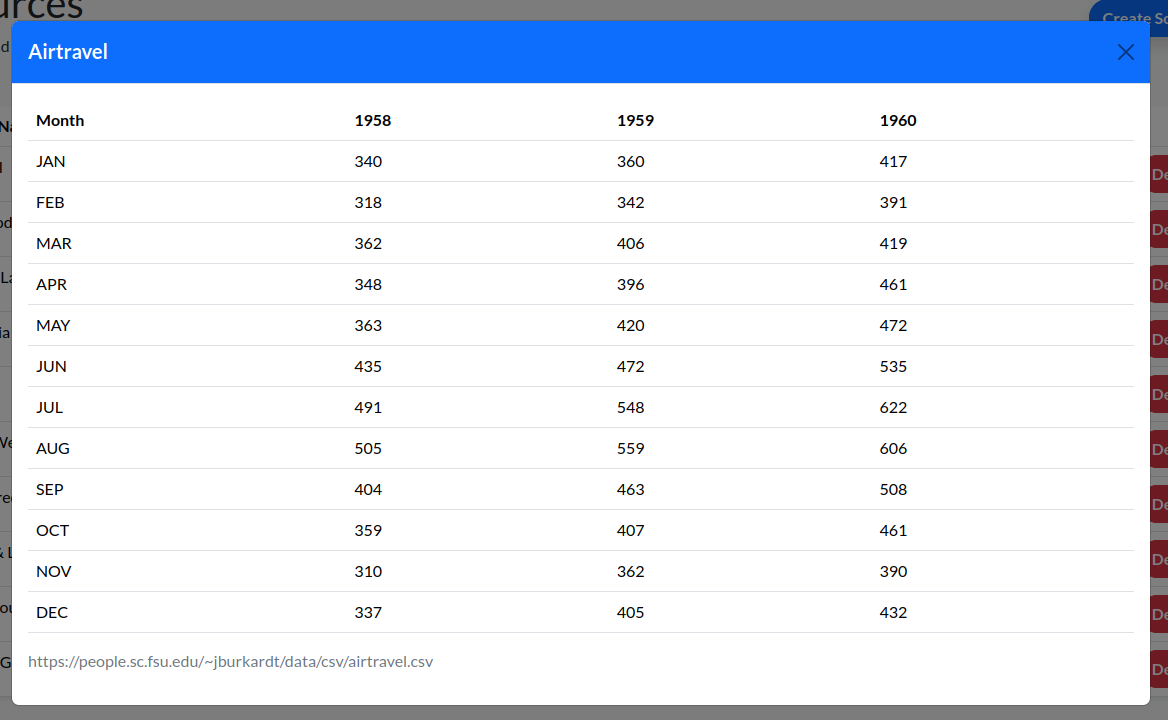 Create
Airtravel
Month 1958 1959 1960
JAN 340 360 417
FEB 318 342 391
MAR 362 406 419
APR 348 396 461
MAY 363 420 472
JUN 435 472 535
JUL 491 548 622
AUG 505 559 606
SEP 404 463 508
OCT 359 407 461
NOV 310 362 390
DEC 337 405 432
https://people.sc.fsu.edu/~jburkardt/data/csv/airtravel.csv